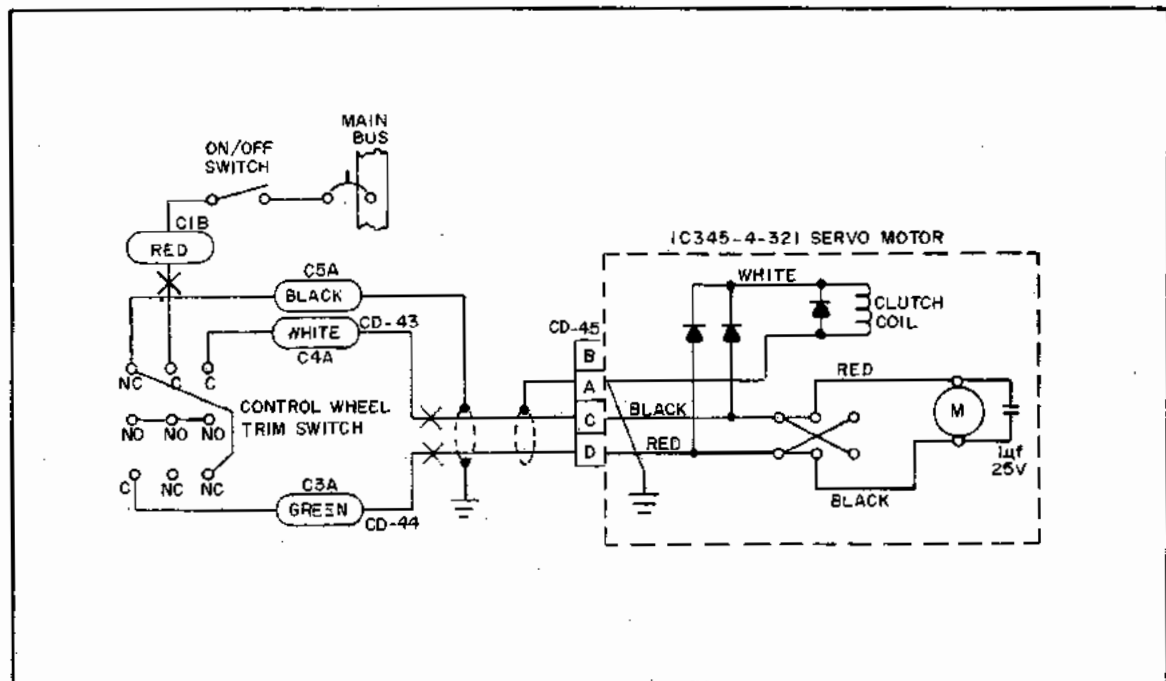 MAIN
BUS
ON/OFF
SWITCH
C1B
RED
C5A
BLACK
WHITE
CD-43
C4A
NC
C
C
NO
NO
NO
CONTROL WHEEL
TRIM SWITCH
C
NC
NC
C3A
GREEN
CD-44
1C345-4-321 SERVO MOTOR
WHITE
CLUTCH
COIL
CD-45
B
A
C
D
BLACK
RED
RED
M
1µf
25V
BLACK